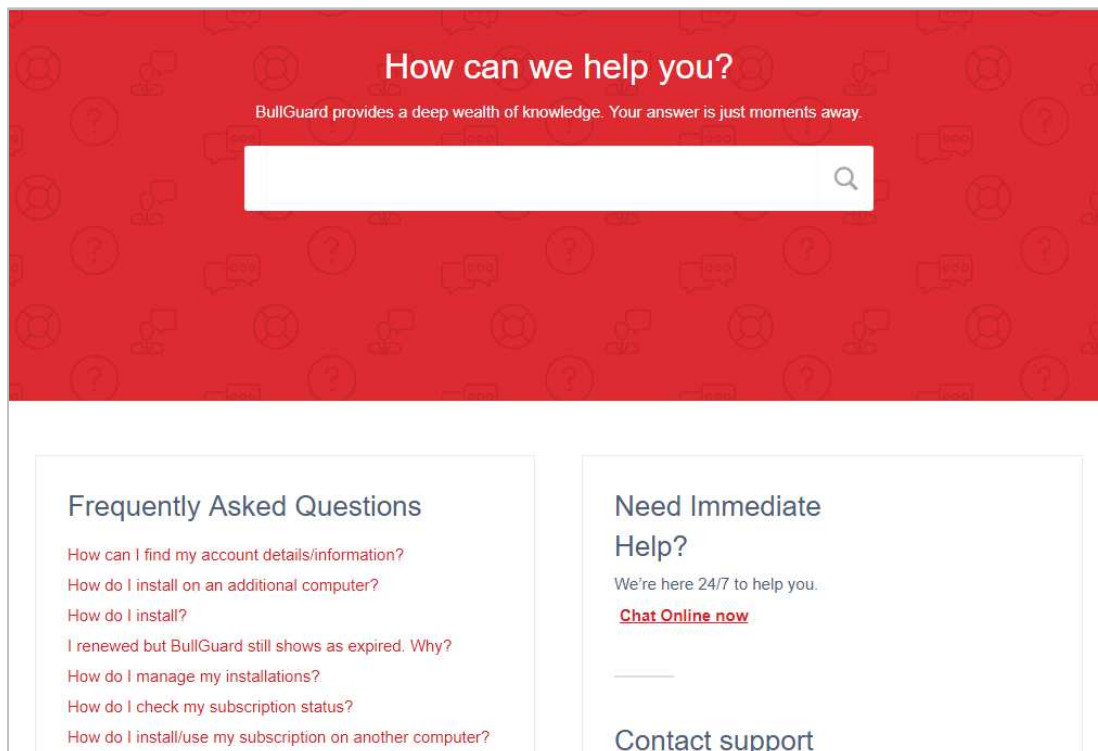 How can we help you?
BullGuard provides a deep wealth of knowledge. Your answer is just moments away.
Frequently Asked Questions
How can I find my account details/information?
How do I install on an additional computer?
How do I install?
I renewed but BullGuard still shows as expired. Why?
How do I manage my installations?
How do I check my subscription status?
How do I install/use my subscription on another computer?
Need Immediate
Help?
We're here 24/7 to help you.
Chat Online now
Contact support